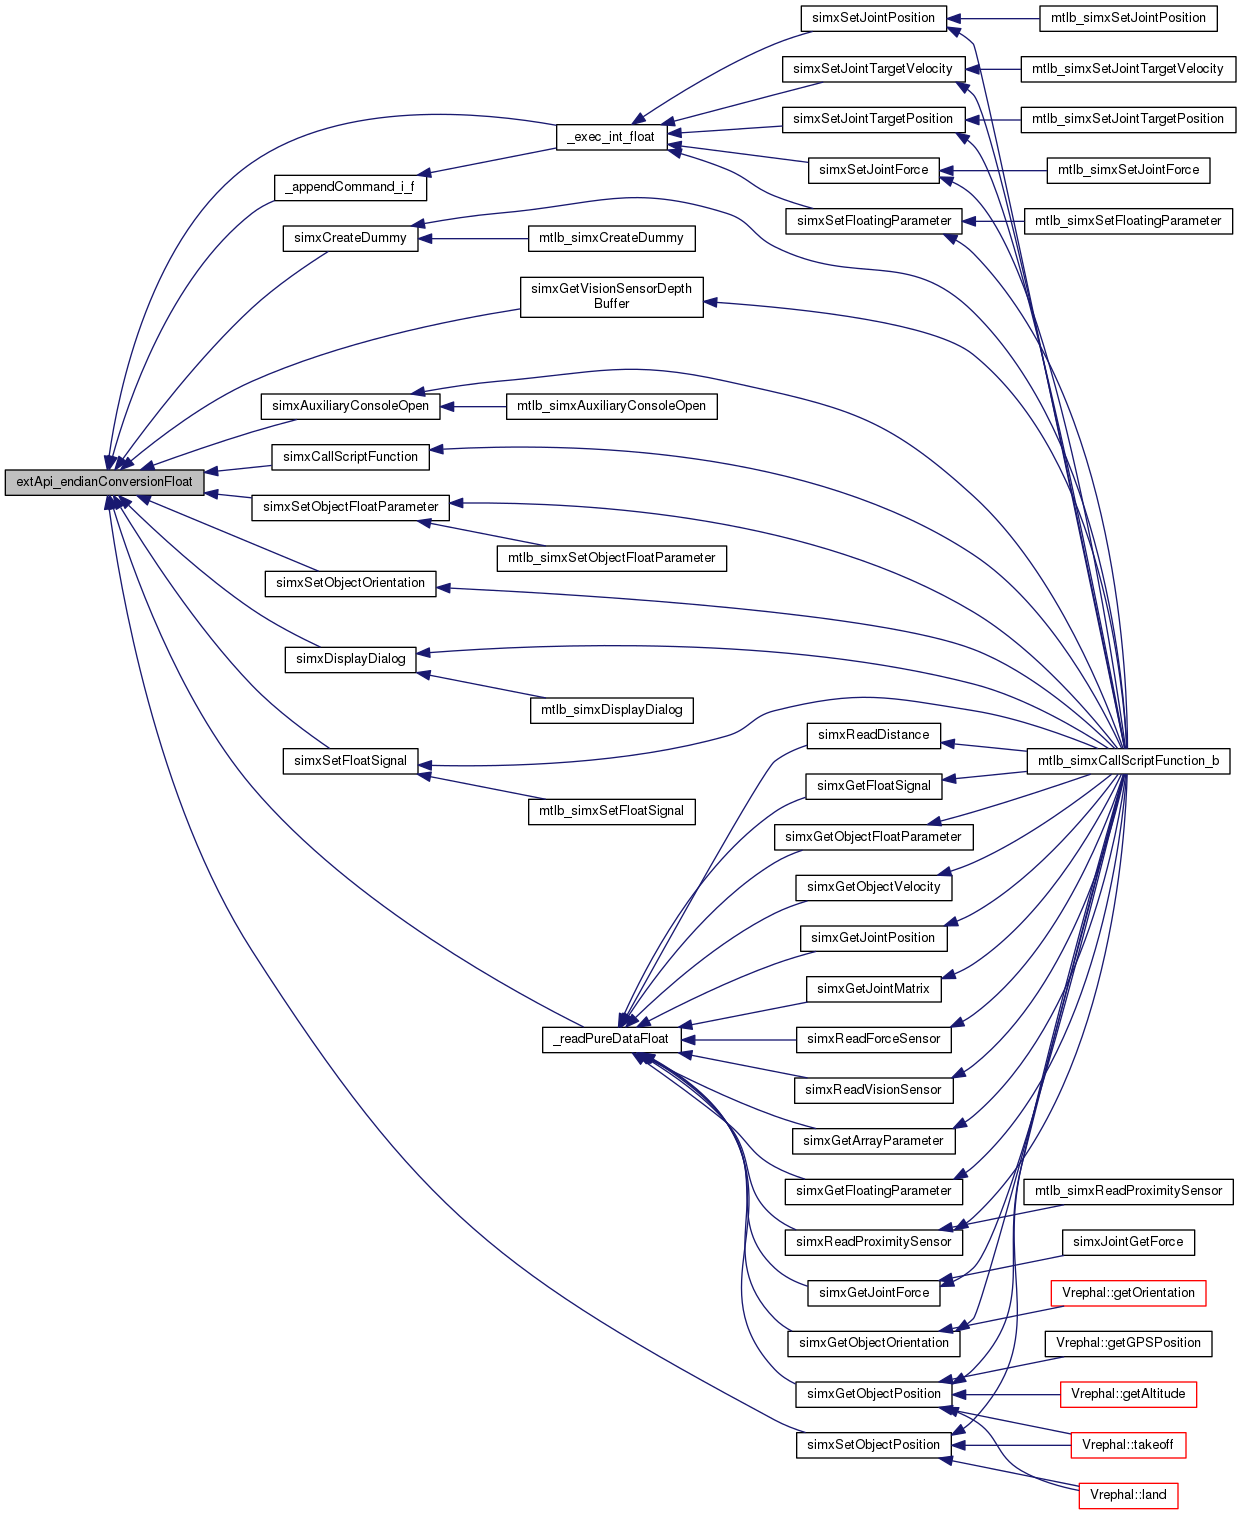 simxSetJointPosition
mtlb_simxSetJointPosition
simxSetJointTargetVelocity
mtlb_simxSetJointTargetVelocity
simxSetJointTargetPosition
mtlb_simxSetJointTargetPosition
_exec_int_float
simxSetJointForce
mtlb_simxSetJointForce
_appendCommand_i_f
simxSetFloatingParameter
mtlb_simxSetFloatingParameter
simxCreateDummy
mtlb_simxCreateDummy
simxGetVisionSensorDepth
Buffer
simxAuxiliaryConsoleOpen
mtlb_simxAuxiliaryConsoleOpen
simxCallScriptFunction
extApi_endianConversionFloat
simxSetObjectFloatParameter
mtlb_simxSetObjectFloatParameter
simxSetObjectOrientation
simxDisplayDialog
mtlb_simxDisplayDialog
simxReadDistance
simxSetFloatSignal
mtlb_simxCallScriptFunction_b
simxGetFloatSignal
mtlb_simxSetFloatSignal
simxGetObjectFloatParameter
simxGetObjectVelocity
simxGetJointPosition
simxGetJointMatrix
_readPureDataFloat
simxReadForceSensor
simxReadVisionSensor
simxGetArrayParameter
simxGetFloatingParameter
mtlb_simxReadProximitySensor
simxReadProximitySensor
simxJointGetForce
simxGetJointForce
Vrephal::getOrientation
simxGetObjectOrientation
Vrephal::getGPSPosition
simxGetObjectPosition
Vrephal::getAltitude
simxSetObjectPosition
Vrephal::takeoff
Vrephal::land